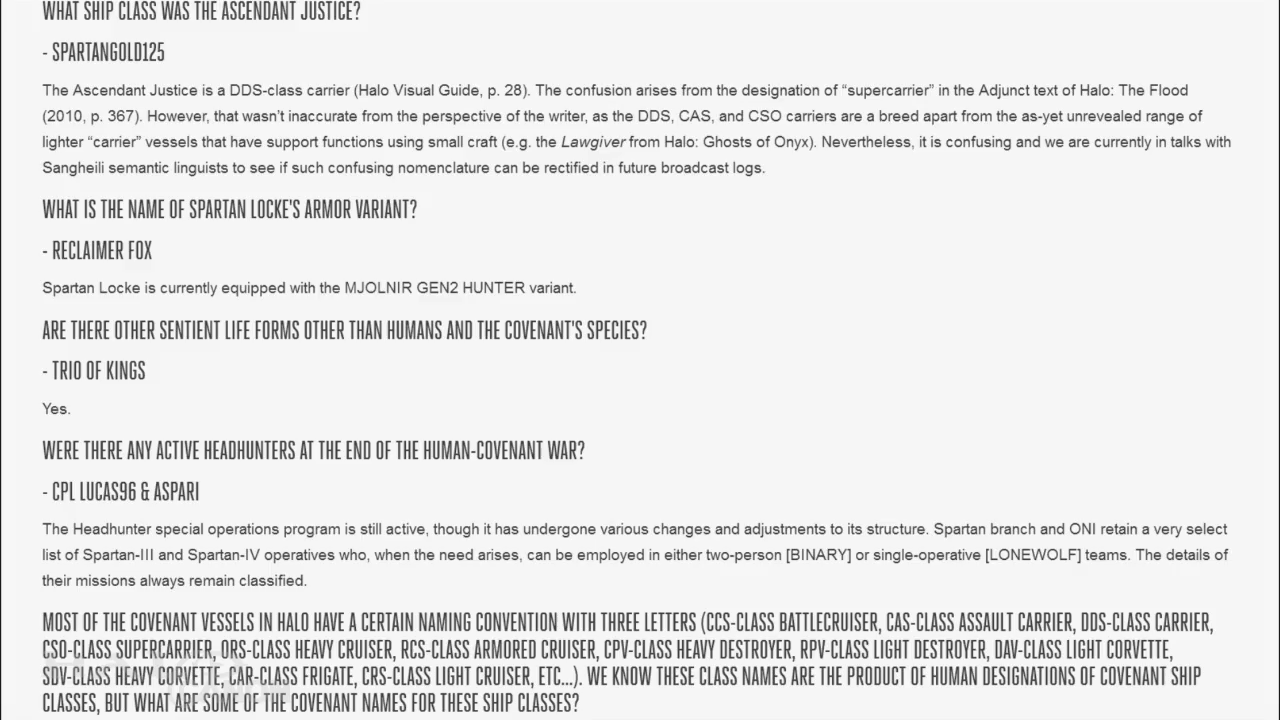 WHAT SHIP CLASS WAS THE ASCENDANT JUSTICE?
- SPARTANGOLD125
The Ascendant Justice is a DDS-class carrier (Halo Visual Guide, p. 28). The confusion arises from the designation of “supercarrier” in the Adjunct text of Halo: The Flood
(2010, p. 367). However, that wasn’t inaccurate from the perspective of the writer, as the DDS, CAS, and CSO carriers are a breed apart from the as-yet unrevealed range of
lighter “carrier” vessels that have support functions using small craft (e.g. the Lawgiver from Halo: Ghosts of Onyx). Nevertheless, it is confusing and we are currently in talks with
Sangheili semantic linguists to see if such confusing nomenclature can be rectified in future broadcast logs.
WHAT IS THE NAME OF SPARTAN LOCKE'S ARMOR VARIANT?
- RECLAIMER FOX
Spartan Locke is currently equipped with the MJOLNIR GEN2 HUNTER variant.
ARE THERE OTHER SENTIENT LIFE FORMS OTHER THAN HUMANS AND THE COVENANT'S SPECIES?
- TRIO OF KINGS
Yes.
WERE THERE ANY ACTIVE HEADHUNTERS AT THE END OF THE HUMAN-COVENANT WAR?
- CPL LUCAS96 & ASPARI
The Headhunter special operations program is still active, though it has undergone various changes and adjustments to its structure. Spartan branch and ONI retain a very select
list of Spartan-III and Spartan-IV operatives who, when the need arises, can be employed in either two-person [BINARY] or single-operative [LONEWOLF] teams. The details of
their missions always remain classified.
MOST OF THE COVENANT VESSELS IN HALO HAVE A CERTAIN NAMING CONVENTION WITH THREE LETTERS (CCS-CLASS BATTLECRUISER, CAS-CLASS ASSAULT CARRIER, DDS-CLASS CARRIER,
CSO-CLASS SUPERCARRIER, ORS-CLASS HEAVY CRUISER, RCS-CLASS ARMORED CRUISER, CPV-CLASS HEAVY DESTROYER, RPV-CLASS LIGHT DESTROYER, DAV-CLASS LIGHT CORVETTE,
SDV-CLASS HEAVY CORVETTE, CAR-CLASS FRIGATE, CRS-CLASS LIGHT CRUISER, ETC...). WE KNOW THESE CLASS NAMES ARE THE PRODUCT OF HUMAN DESIGNATIONS OF COVENANT SHIP
CLASSES, BUT WHAT ARE SOME OF THE COVENANT NAMES FOR THESE SHIP CLASSES?